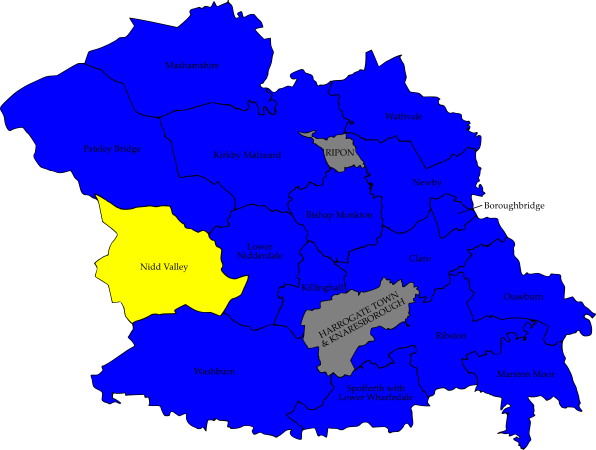 Mashamshire
Wathvale
Pateley Bridge
Kirkby Malzeard
RIPON
Newby
Boroughbridge
Bishop Monkton
Lower
Nidderdale
Claro
Nidd Valley
Killinghall
Ouseburn
HARROGATE TOWN
& KNARESBOROUGH
Ribston
Washburn
Marston Moor
Spofforth with
Lower Wharfedale